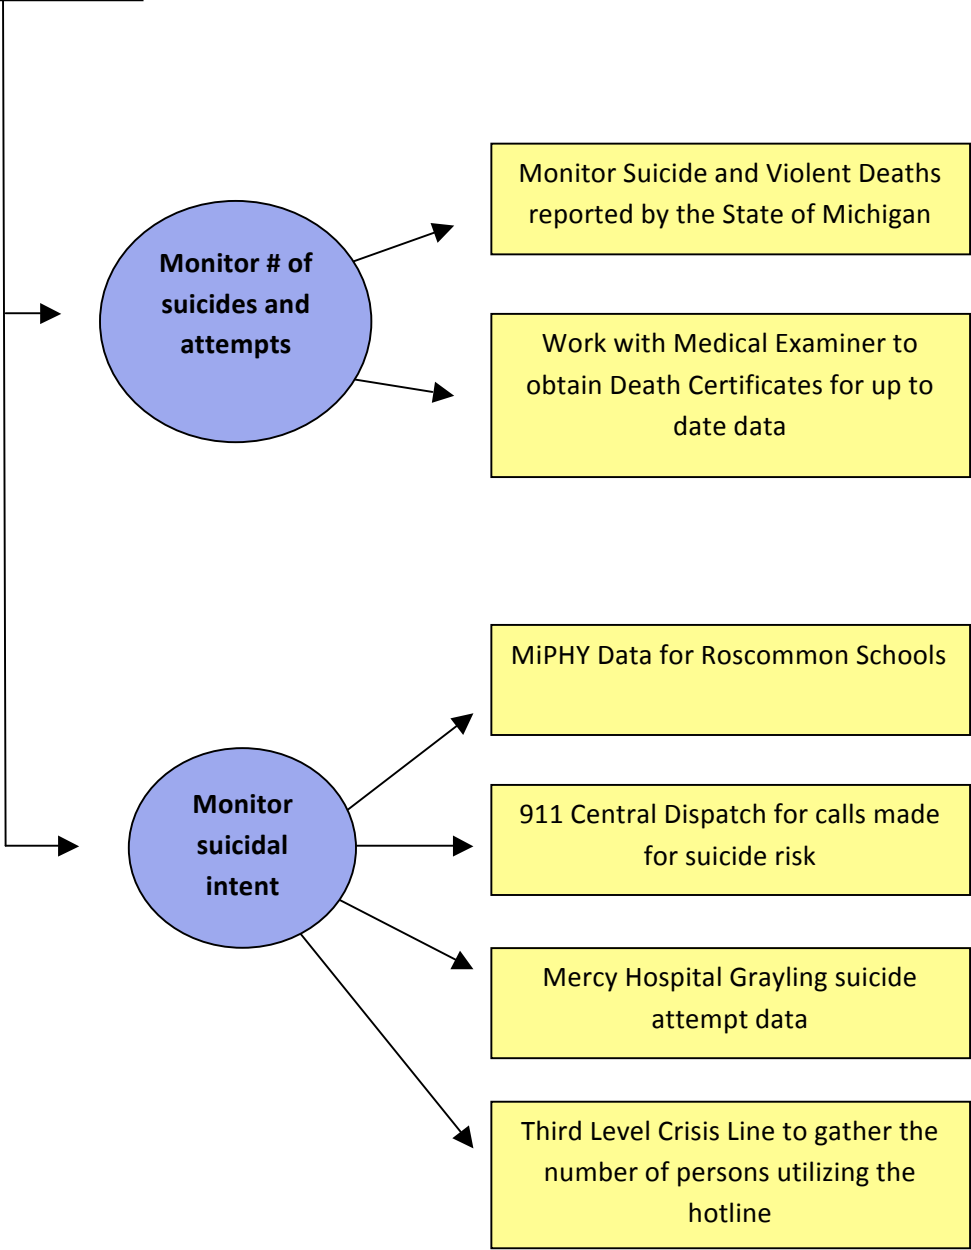 Monitor # of
suicides and
attempts
Monitor Suicide and Violent Deaths
reported by the State of Michigan
Work with Medical Examiner to
obtain Death Certificates for up to
date data
Monitor
suicidal
intent
MiPHY Data for Roscommon Schools
911 Central Dispatch for calls made
for suicide risk
Mercy Hospital Grayling suicide
attempt data
Third Level Crisis Line to gather the
number of persons utilizing the
hotline